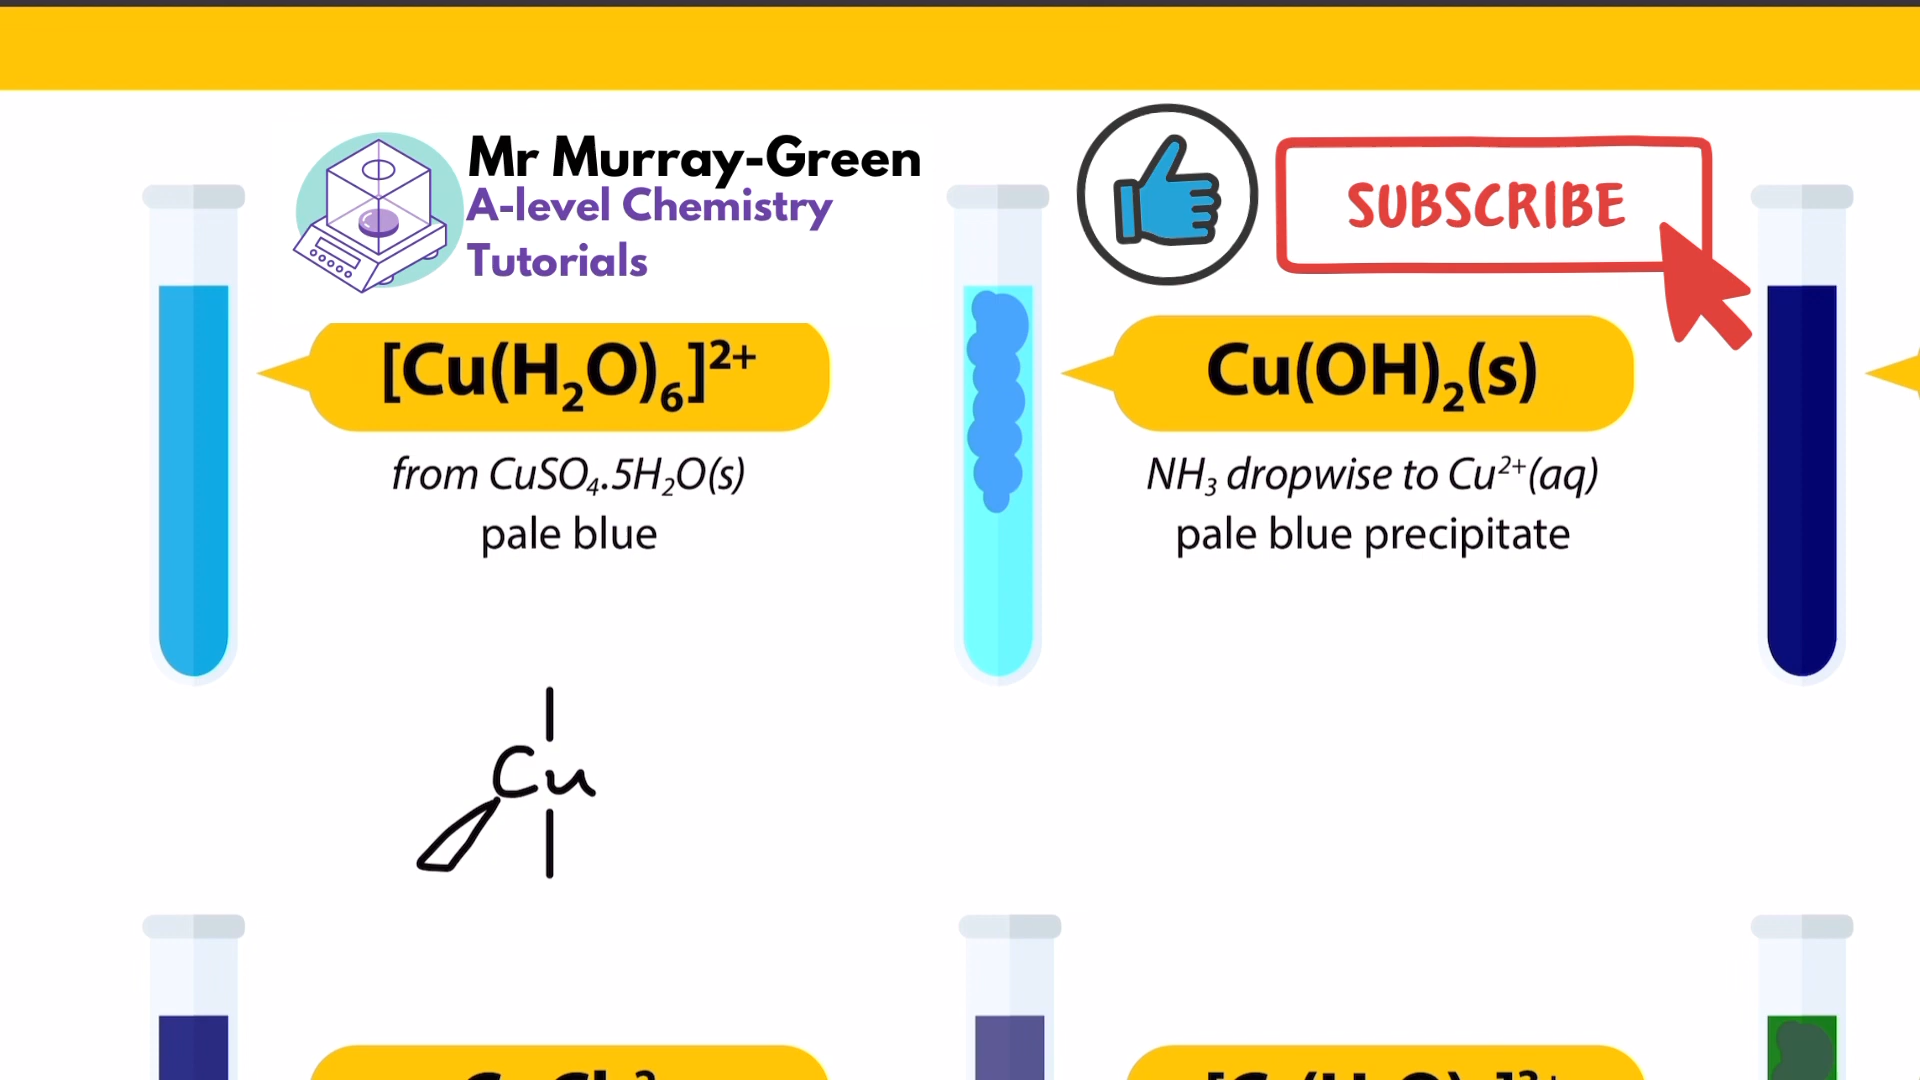 Mr Murray-Green
A-level Chemistry
Tutorials
SUBSCRIBE
[Cu(H₂O)₆]²⁺
from CuSO₄.5H₂O(s)
pale blue
Cu(OH)₂(s)
NH₃ dropwise to Cu²⁺(aq)
pale blue precipitate
Cu